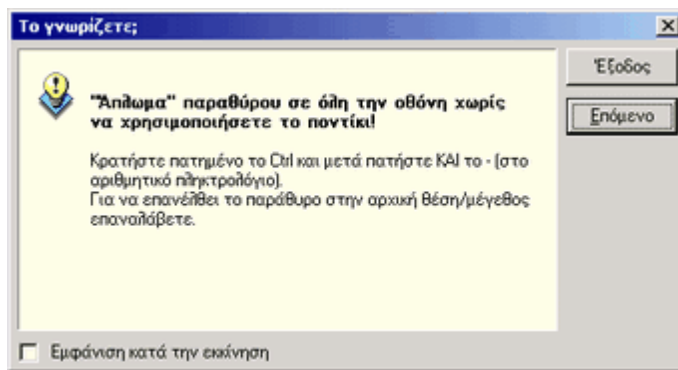 Το γνωρίζετε;
Έξοδος
"Άπλωμα" παραθύρου σε όλη την οθόνη χωρίς
να χρησιμοποιήσετε το ποντίκι!
Επόμενο
Κρατήστε πατημένο το Ctrl και μετά πατήστε ΚΑΙ το - (στο
αριθμητικό πληκτρολόγιο).
Για να επανέλθει το παράθυρο στην αρχική θέση/μέγεθος
επαναλάβετε.
Εμφάνιση κατά την εκκίνηση